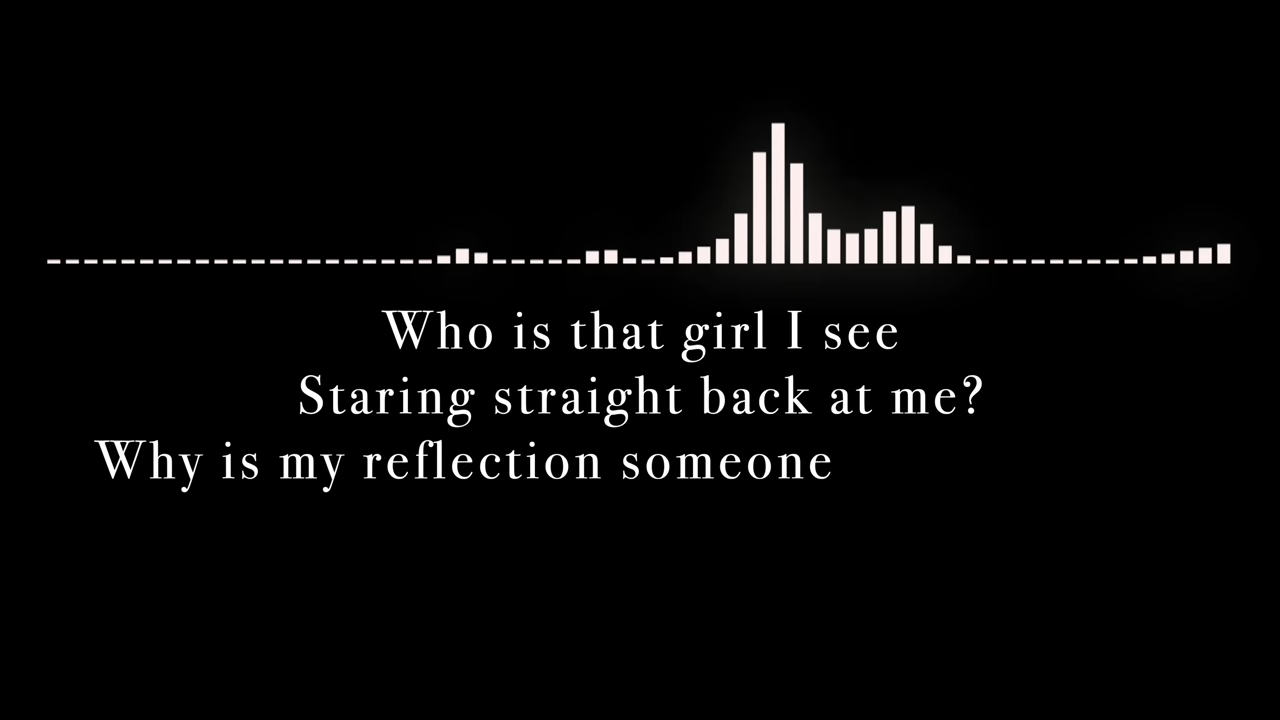 Who is that girl I see
Staring straight back at me?
Why is my reflection someone